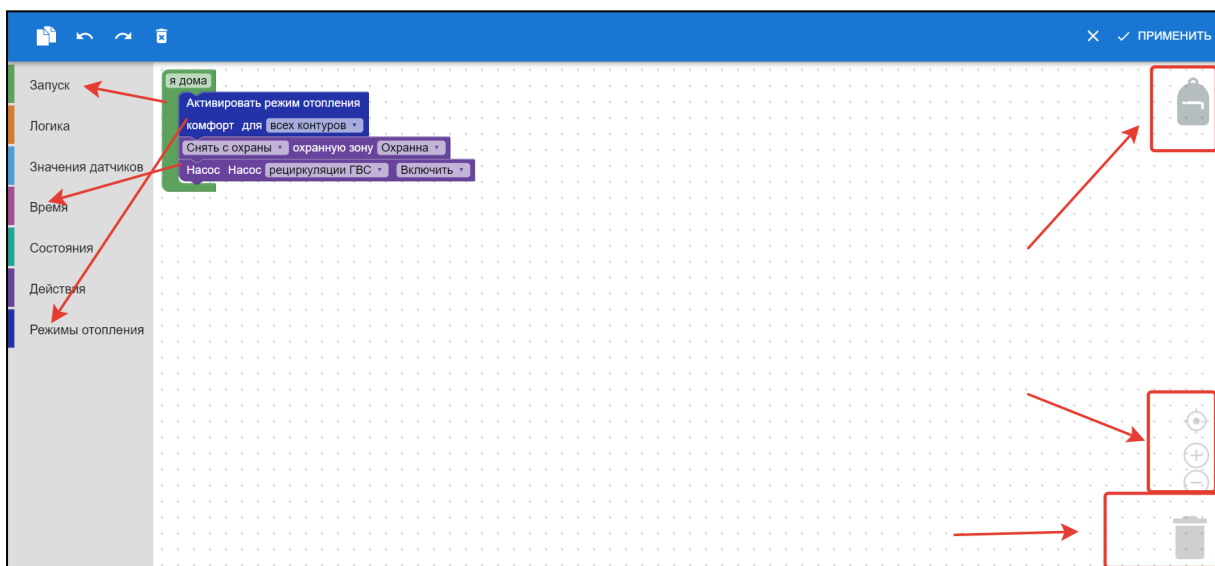 ПРИМЕНИТЬ
Запуск
Логика
Значения датчиков
Время
Состояния
Действия
Режимы отопления
я дома
Активировать режим отопления
комфорт для всех контуров
Снять с охраны охранную зону Охранна
Насос Насос рециркуляции ГВС Включить